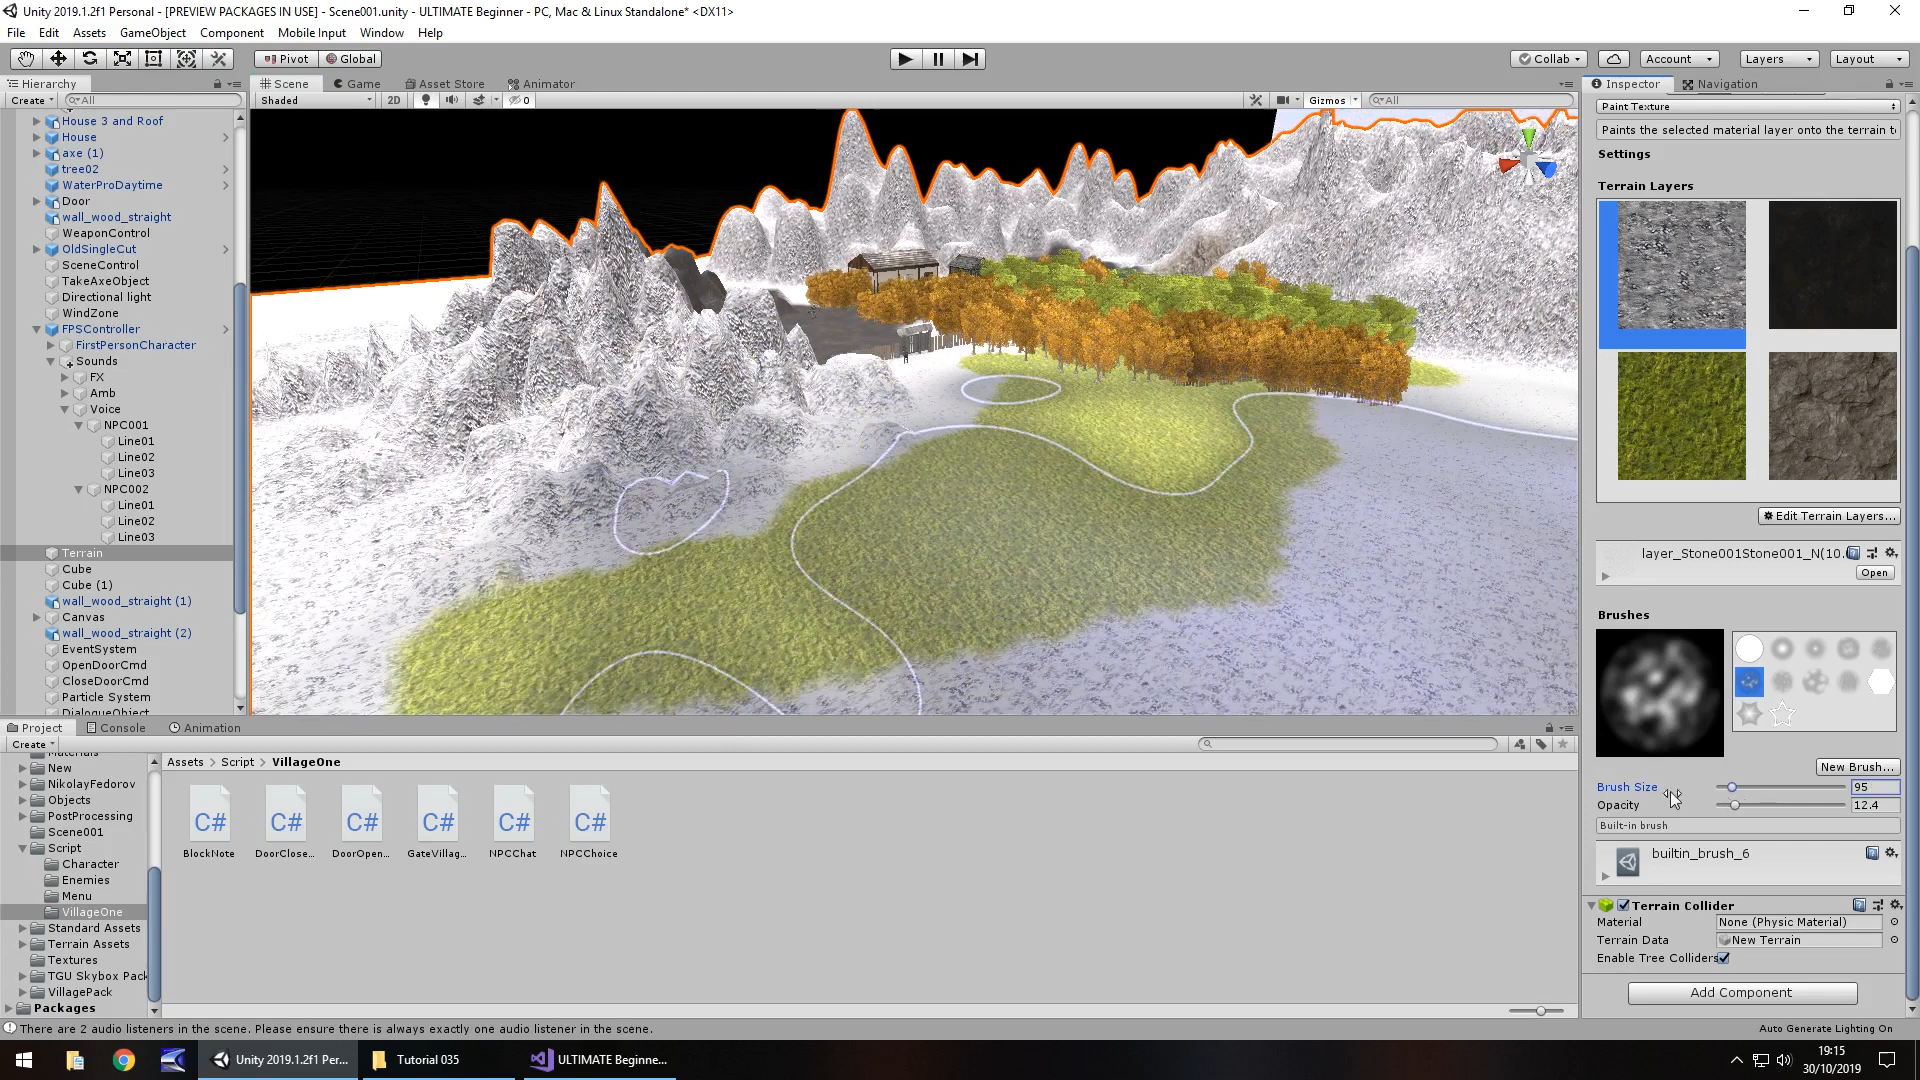 Unity 2019.1.2f1 Personal - [PREVIEW PACKAGES IN USE] - Scene001.unity - ULTIMATE Beginner - PC, Mac & Linux Standalone* <DX11>
File Edit Assets GameObject Component Mobile Input Window Help
Pivot Global Collab Account Layers Layout
Hierarchy Scene Game Asset Store Animator Inspector Navigation
Create All Shaded 2D 0 Gizmos All
House 3 and Roof
House
axe (1)
tree02
WaterProDaytime
Door
wall_wood_straight
WeaponControl
OldSingleCut
SceneControl
TakeAxeObject
Directional light
WindZone
FPSController
FirstPersonCharacter
Sounds
FX
Amb
Voice
NPC001
Line01
Line02
Line03
NPC002
Line01
Line02
Line03
Terrain
Cube
Cube (1)
wall_wood_straight (1)
Canvas
wall_wood_straight (2)
EventSystem
OpenDoorCmd
CloseDoorCmd
Particle System
DialogueObject
Paint Texture
Paints the selected material layer onto the terrain t
Settings
Terrain Layers
Edit Terrain Layers...
layer_Stone001Stone001_N(10.
Open
Brushes
New Brush...
Brush Size 95
Opacity 12.4
Built-in brush
builtin_brush_6
Terrain Collider
Material None (Physic Material)
Terrain Data New Terrain
Enable Tree Colliders
Add Component
Project Console Animation
Create
Materials
New
NikolayFedorov
Objects
PostProcessing
Scene001
Script
Character
Enemies
Menu
VillageOne
Standard Assets
Terrain Assets
Textures
TGU Skybox Pack
VillagePack
Packages
Assets > Script > VillageOne
C# C# C# C# C# C#
BlockNote DoorClose... DoorOpen... GateVillag... NPCChat NPCChoice
There are 2 audio listeners in the scene. Please ensure there is always exactly one audio listener in the scene.
Auto Generate Lighting On
Unity 2019.1.2f1 Per... Tutorial 035 ULTIMATE Beginne...
19:15
30/10/2019